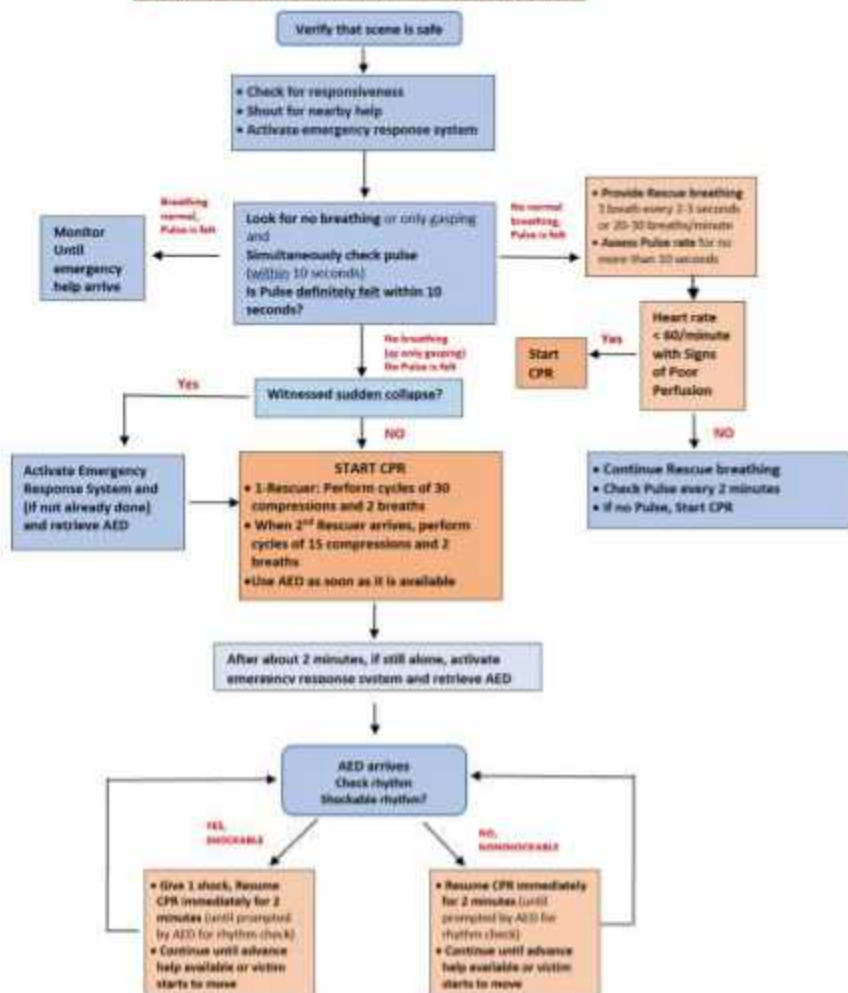 Verify that scene is safe
• Check for responsiveness
• Shout for nearby help
• Activate emergency response system
Breathing
normal,
Pulse is felt
Monitor
Until
emergency
help arrive
Look for no breathing or only gasping
and
Simultaneously check pulse
(within 10 seconds)
Is Pulse definitely felt within 10
seconds?
No normal
breathing,
Pulse is felt
• Provide Rescue breathing
1 breath every 2-3 seconds
or 20-30 breaths/minute
• Assess Pulse rate for no
more than 10 seconds
Heart rate
< 60/minute
with Signs
of Poor
Perfusion
Yes
Start
CPR
NO
• Continue Rescue breathing
• Check Pulse every 2 minutes
• If no Pulse, Start CPR
No breathing
(or only gasping)
No Pulse is felt
Witnessed sudden collapse?
Yes
NO
Activate Emergency
Response System and
(if not already done)
and retrieve AED
START CPR
• 1-Rescuer: Perform cycles of 30
compressions and 2 breaths
• When 2nd Rescuer arrives, perform
cycles of 15 compressions and 2
breaths
•Use AED as soon as it is available
After about 2 minutes, if still alone, activate
emergency response system and retrieve AED
AED arrives
Check rhythm
Shockable rhythm?
YES,
SHOCKABLE
NO,
NONSHOCKABLE
• Give 1 shock, Resume
CPR immediately for 2
minutes (until prompted
by AED for rhythm check)
• Continue until advance
help available or victim
starts to move
• Resume CPR immediately
for 2 minutes (until
prompted by AED for
rhythm check)
• Continue until advance
help available or victim
starts to move